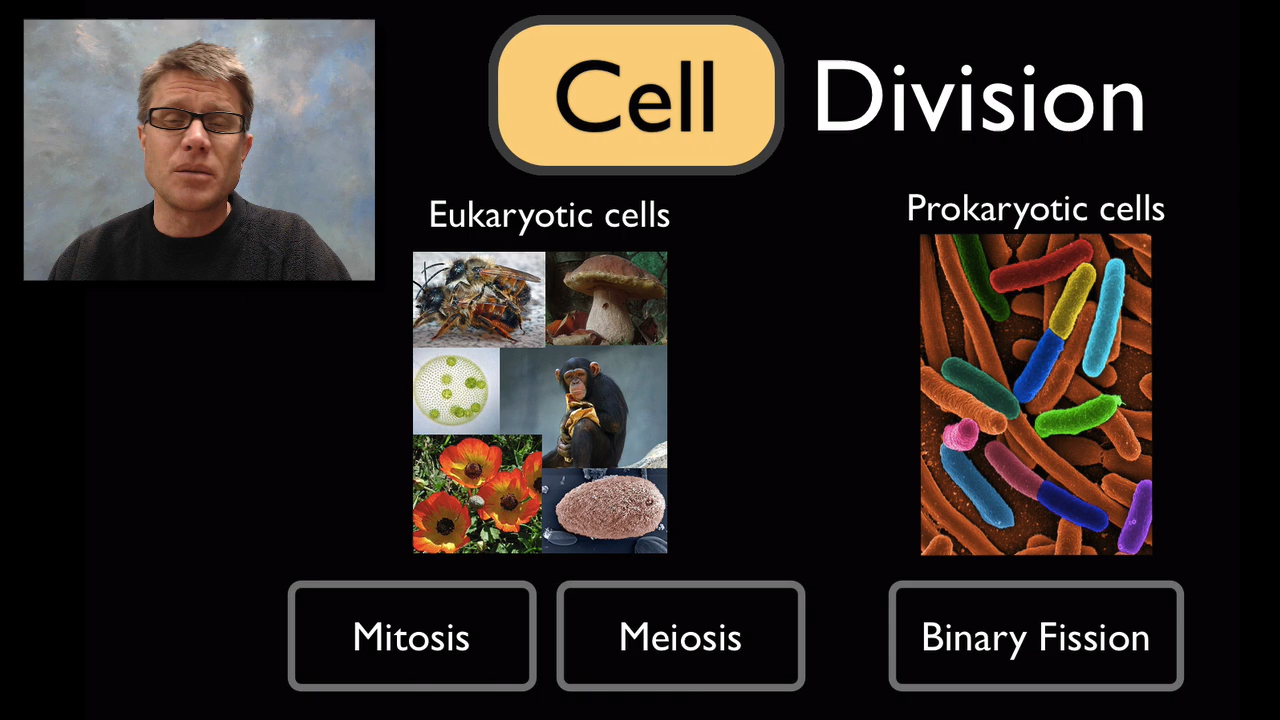 Cell Division
Eukaryotic cells
Prokaryotic cells
Mitosis
Meiosis
Binary Fission